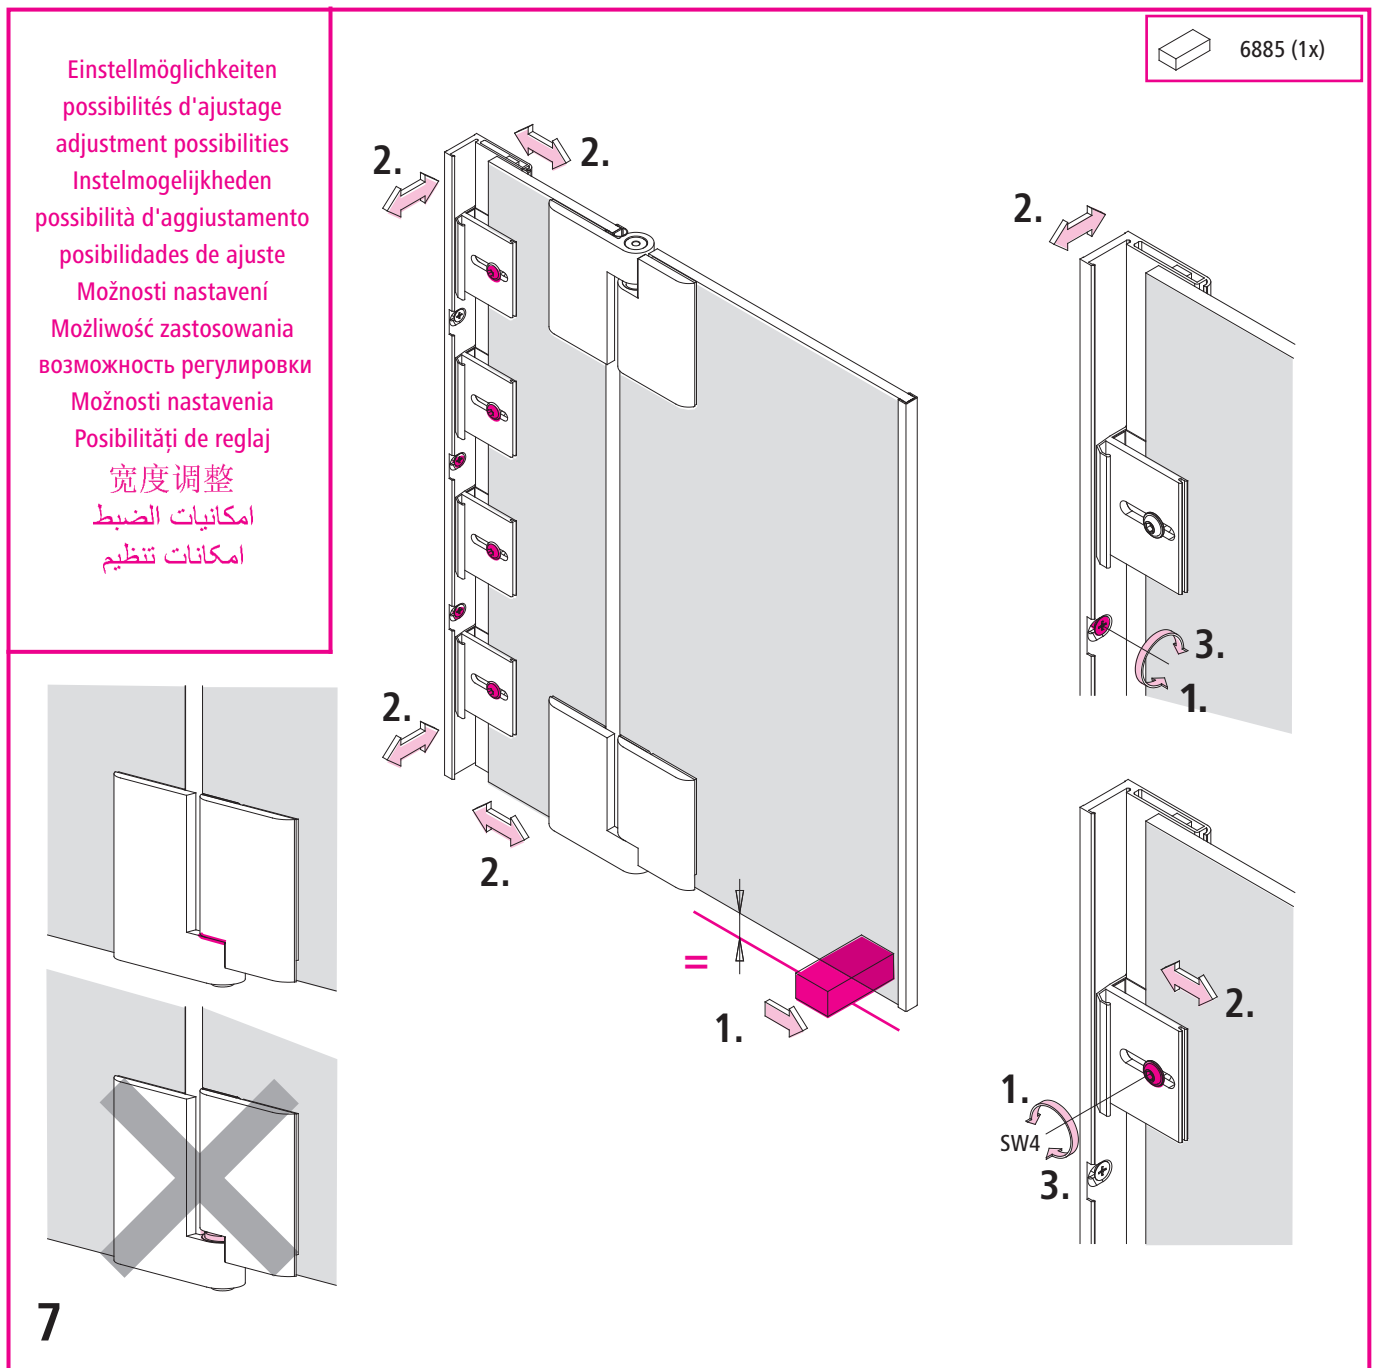 Einstellmöglichkeiten
possibilités d'ajustage
adjustment possibilities
Instelmogelijkheden
possibilità d'aggiustamento
posibilidades de ajuste
Možnosti nastavení
Możliwość zastosowania
возможность регулировки
Možnosti nastavenia
Posibilități de reglaj
宽度调整
امكانيات الضبط
امكانات تنظيم
6885 (1x)
2.
2.
2.
2.
=
1.
2.
3.
1.
2.
1.
SW4
3.
7